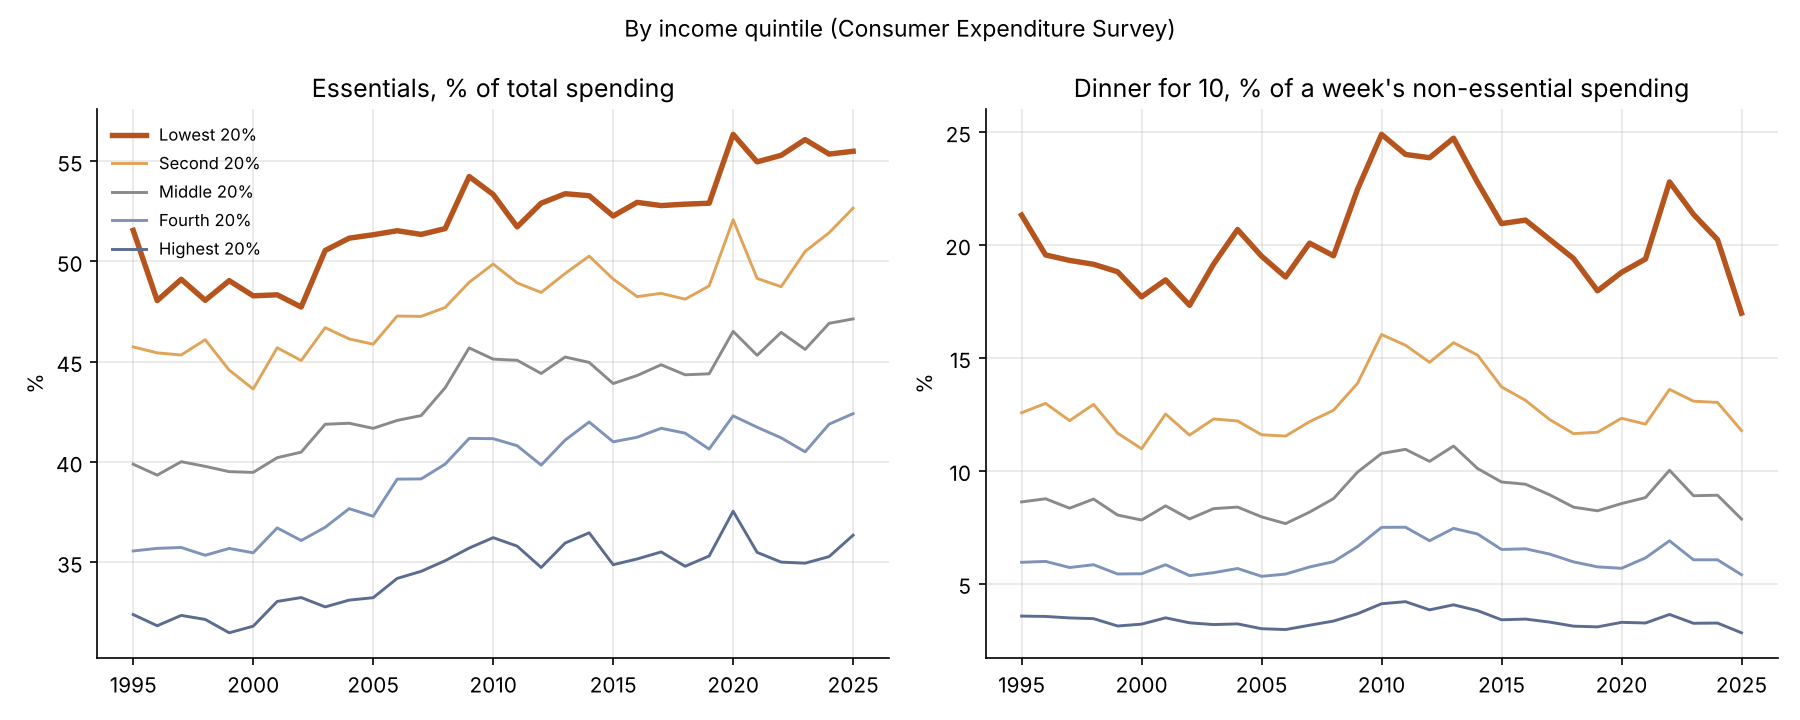 By income quintile (Consumer Expenditure Survey)
Essentials, % of total spending
Lowest 20%
Second 20%
Middle 20%
Fourth 20%
Highest 20%
55
50
45
40
35
%
1995 2000 2005 2010 2015 2020 2025
Dinner for 10, % of a week's non-essential spending
25
20
15
10
5
%
1995 2000 2005 2010 2015 2020 2025